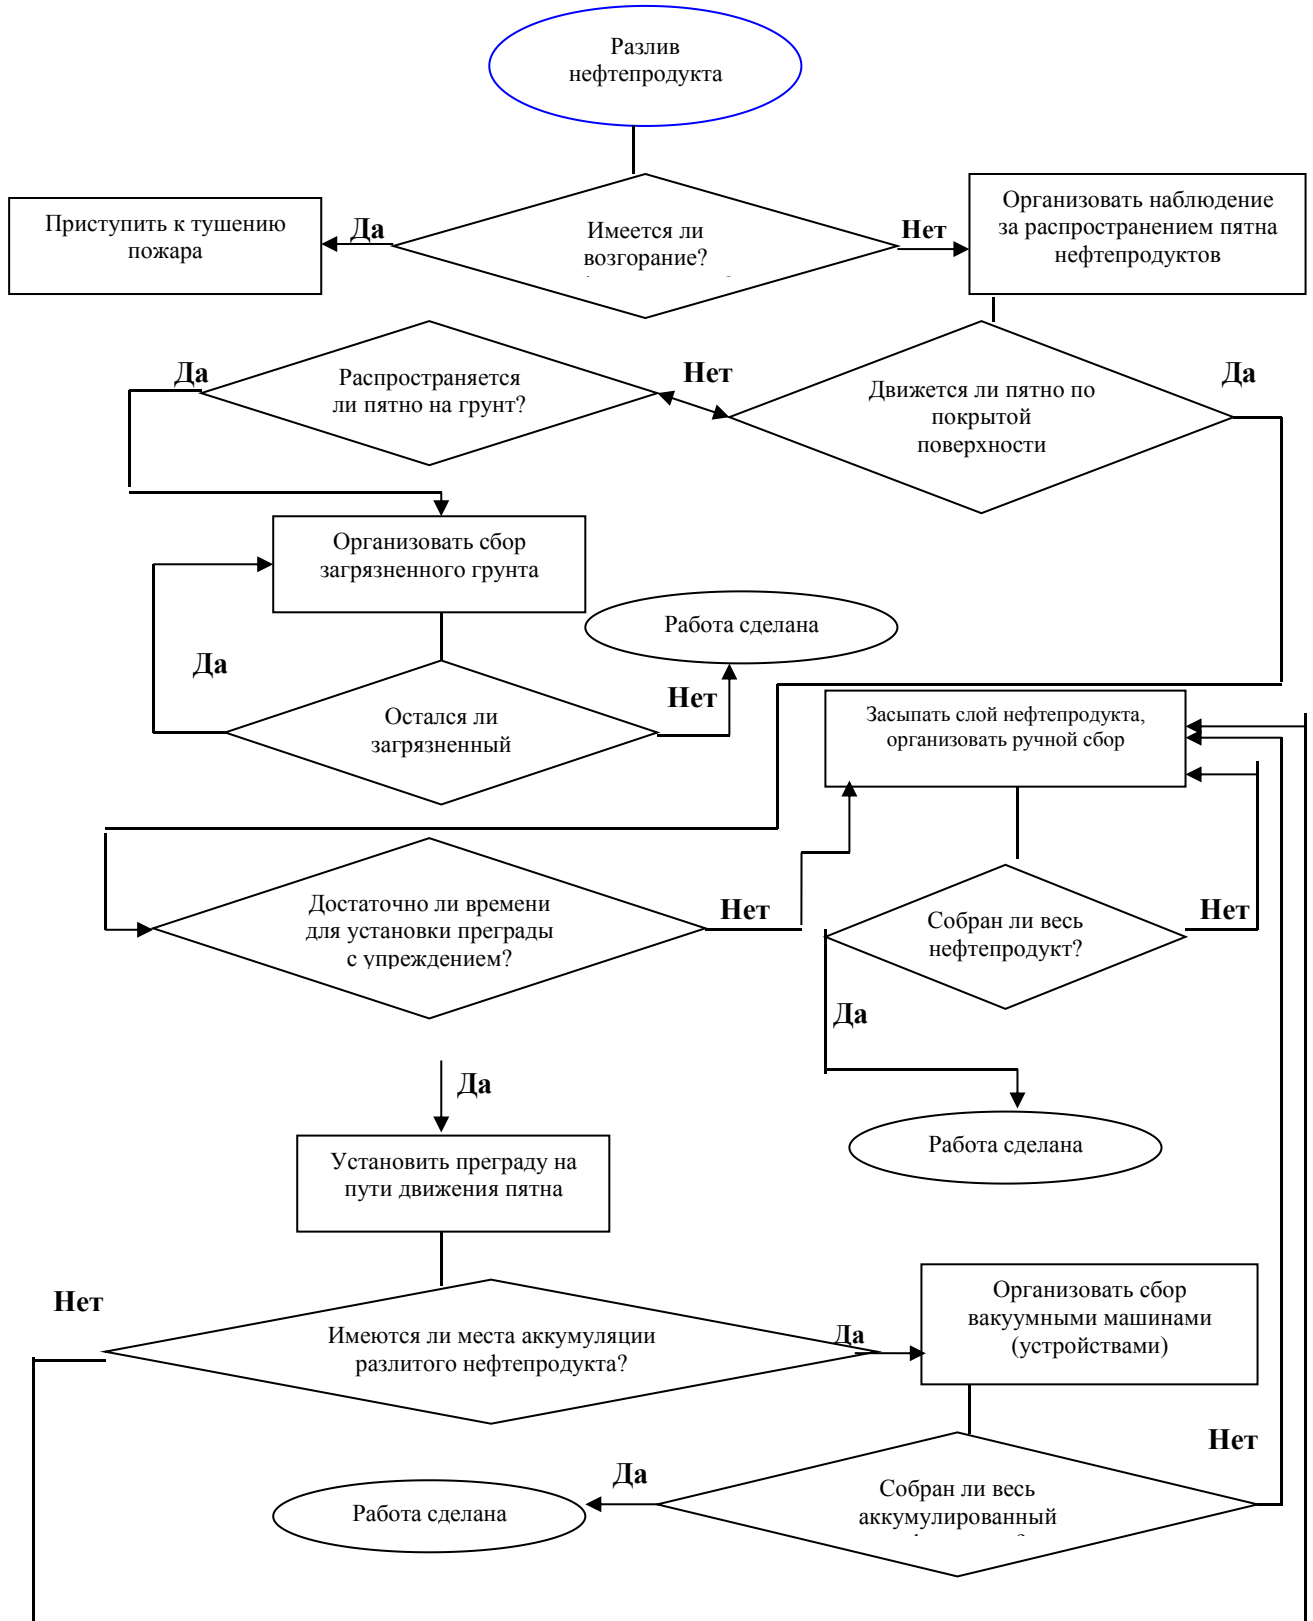 Разлив
нефтепродукта
Приступить к тушению
пожара
Да
Имеется ли
возгорание?
Нет
Организовать наблюдение
за распространением пятна
нефтепродуктов
Да
Распространяется
ли пятно на грунт?
Нет
Движется ли пятно по
покрытой
поверхности
Да
Организовать сбор
загрязненного грунта
Работа сделана
Да
Остался ли
загрязненный
Нет
Засыпать слой нефтепродукта,
организовать ручной сбор
Достаточно ли времени
для установки преграды
с упреждением?
Нет
Собран ли весь
нефтепродукт?
Нет
Да
Да
Работа сделана
Установить преграду на
пути движения пятна
Нет
Имеются ли места аккумуляции
разлитого нефтепродукта?
Да
Организовать сбор
вакуумными машинами
(устройствами)
Нет
Да
Работа сделана
Собран ли весь
аккумулированный